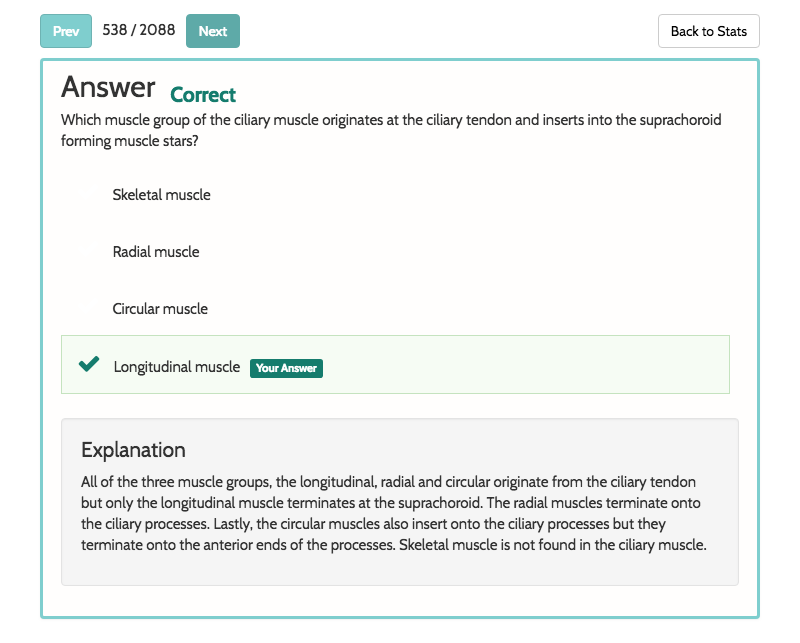 Prev 538 / 2088 Next Back to Stats
Answer Correct
Which muscle group of the ciliary muscle originates at the ciliary tendon and inserts into the suprachoroid
forming muscle stars?
Skeletal muscle
Radial muscle
Circular muscle
Longitudinal muscle Your Answer
Explanation
All of the three muscle groups, the longitudinal, radial and circular originate from the ciliary tendon
but only the longitudinal muscle terminates at the suprachoroid. The radial muscles terminate onto
the ciliary processes. Lastly, the circular muscles also insert onto the ciliary processes but they
terminate onto the anterior ends of the processes. Skeletal muscle is not found in the ciliary muscle.